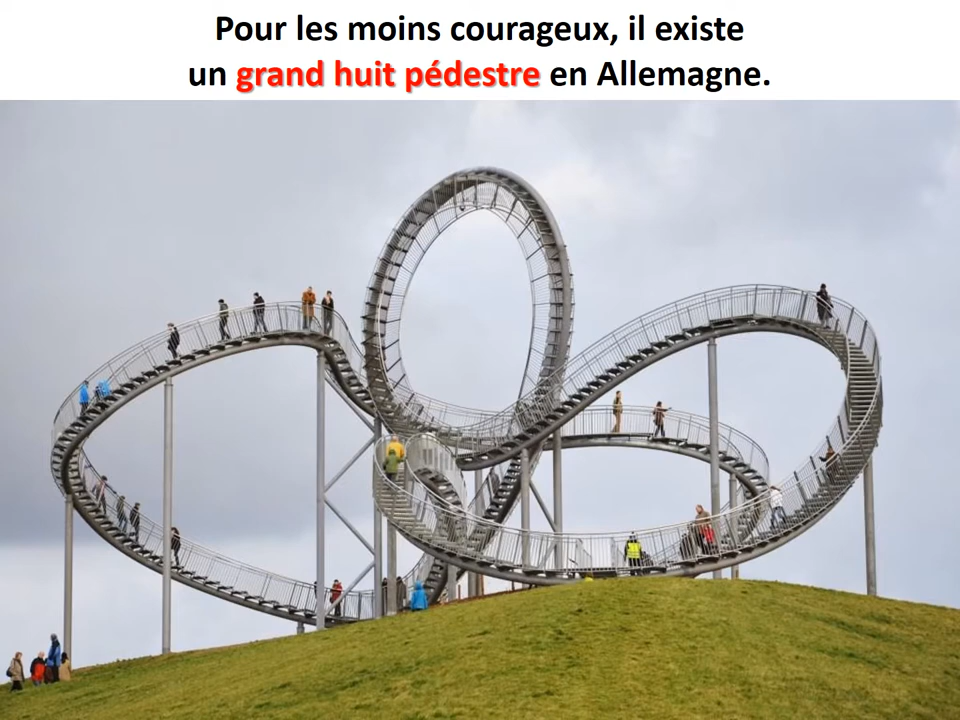 Pour les moins courageux, il existe
un grand huit pédestre en Allemagne.